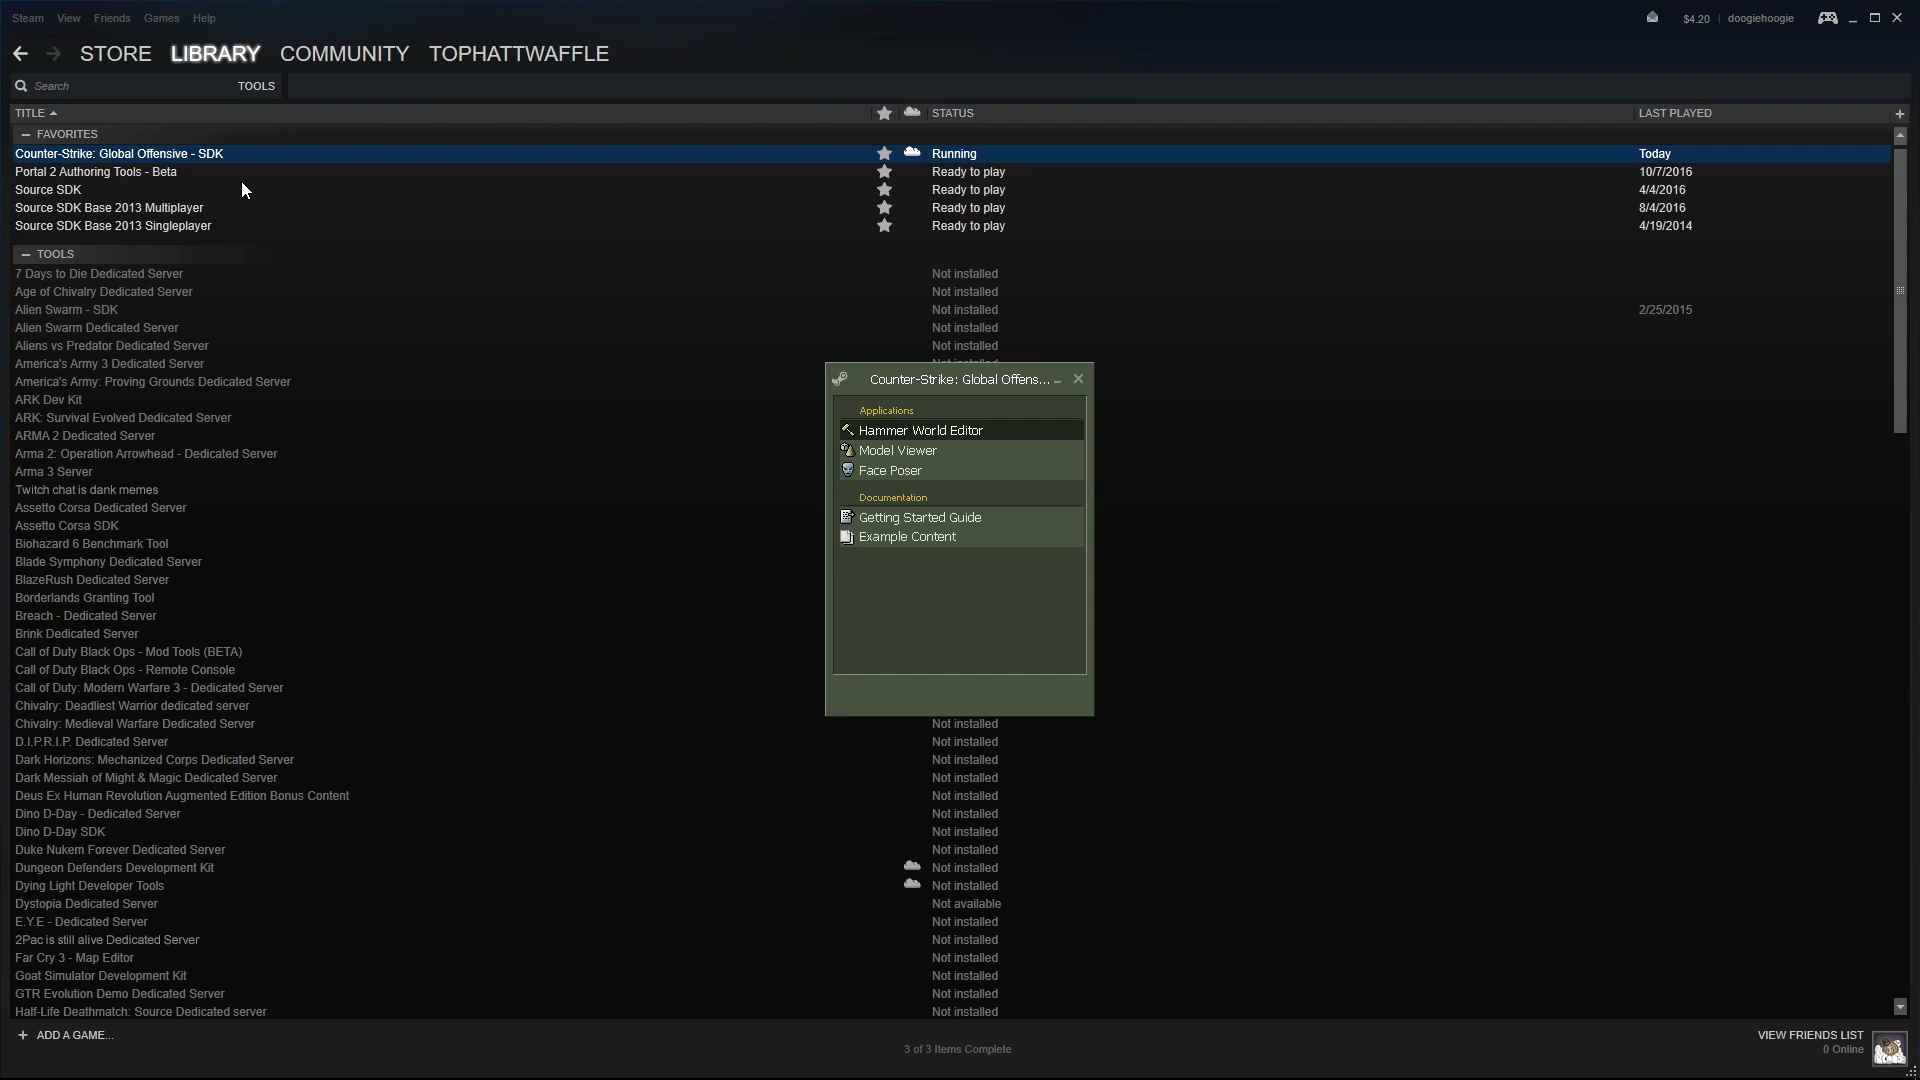 Steam View Friends Games Help $4.20 doogiehoogie
STORE LIBRARY COMMUNITY TOPHATTWAFFLE
Search TOOLS
TITLE STATUS LAST PLAYED
FAVORITES
Counter-Strike: Global Offensive - SDK Running Today
Portal 2 Authoring Tools - Beta Ready to play 10/7/2016
Source SDK Ready to play 4/4/2016
Source SDK Base 2013 Multiplayer Ready to play 8/4/2016
Source SDK Base 2013 Singleplayer Ready to play 4/19/2014
TOOLS
7 Days to Die Dedicated Server Not installed
Age of Chivalry Dedicated Server Not installed
Alien Swarm - SDK Not installed 2/25/2015
Alien Swarm Dedicated Server Not installed
Aliens vs Predator Dedicated Server Not installed
America's Army 3 Dedicated Server Not installed
America's Army: Proving Grounds Dedicated Server
ARK Dev Kit
ARK: Survival Evolved Dedicated Server
ARMA 2 Dedicated Server
Arma 2: Operation Arrowhead - Dedicated Server
Arma 3 Server
Twitch chat is dank memes
Assetto Corsa Dedicated Server
Assetto Corsa SDK
Biohazard 6 Benchmark Tool
Blade Symphony Dedicated Server
BlazeRush Dedicated Server
Borderlands Granting Tool
Breach - Dedicated Server
Brink Dedicated Server
Call of Duty Black Ops - Mod Tools (BETA)
Call of Duty Black Ops - Remote Console
Call of Duty: Modern Warfare 3 - Dedicated Server
Chivalry: Deadliest Warrior dedicated server
Chivalry: Medieval Warfare Dedicated Server Not installed
D.I.P.R.I.P. Dedicated Server Not installed
Dark Horizons: Mechanized Corps Dedicated Server Not installed
Dark Messiah of Might & Magic Dedicated Server Not installed
Deus Ex Human Revolution Augmented Edition Bonus Content Not installed
Dino D-Day - Dedicated Server Not installed
Dino D-Day SDK Not installed
Duke Nukem Forever Dedicated Server Not installed
Dungeon Defenders Development Kit Not installed
Dying Light Developer Tools Not installed
Dystopia Dedicated Server Not available
E.Y.E - Dedicated Server Not installed
2Pac is still alive Dedicated Server Not installed
Far Cry 3 - Map Editor Not installed
Goat Simulator Development Kit Not installed
GTR Evolution Demo Dedicated Server Not installed
Half-Life Deathmatch: Source Dedicated server Not installed
Counter-Strike: Global Offens...
Applications
Hammer World Editor
Model Viewer
Face Poser
Documentation
Getting Started Guide
Example Content
ADD A GAME...
3 of 3 Items Complete
VIEW FRIENDS LIST
0 Online